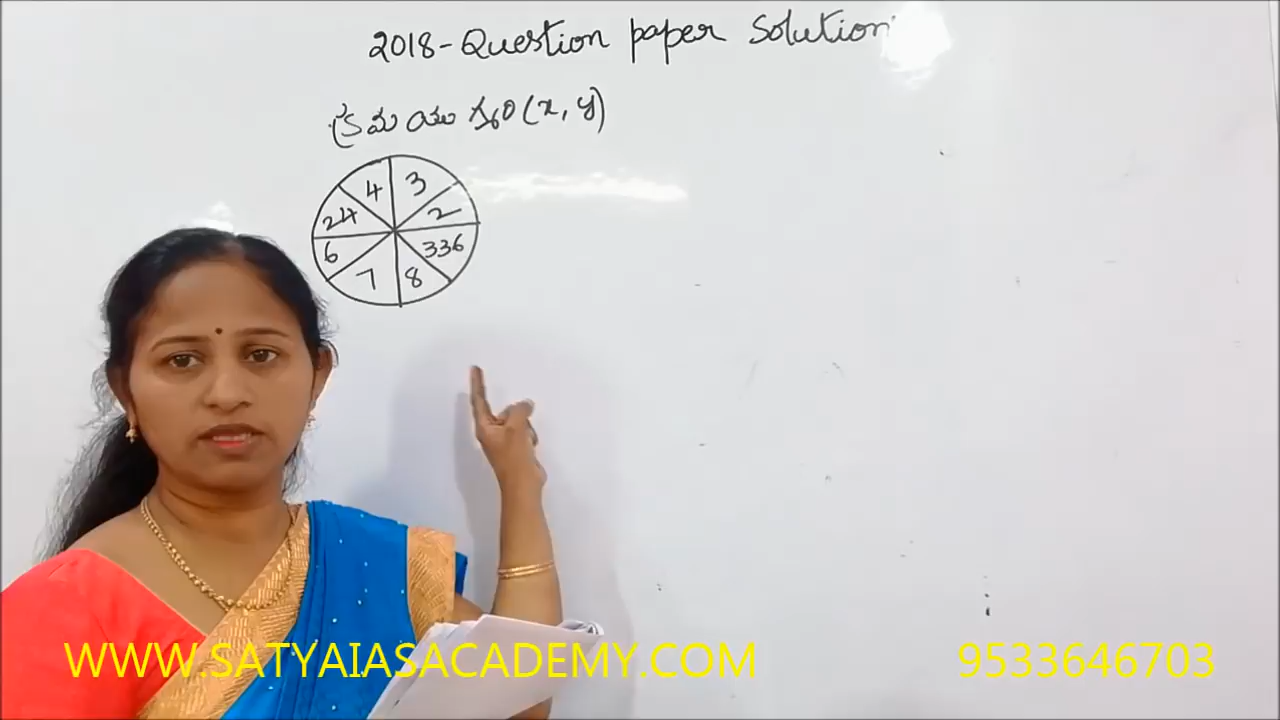 2018-Question paper Solution
క్రమ యుగ్మం (x, y)
4 3
24 2
6 336
7 8
WWW.SATYAIASACADEMY.COM 9533646703